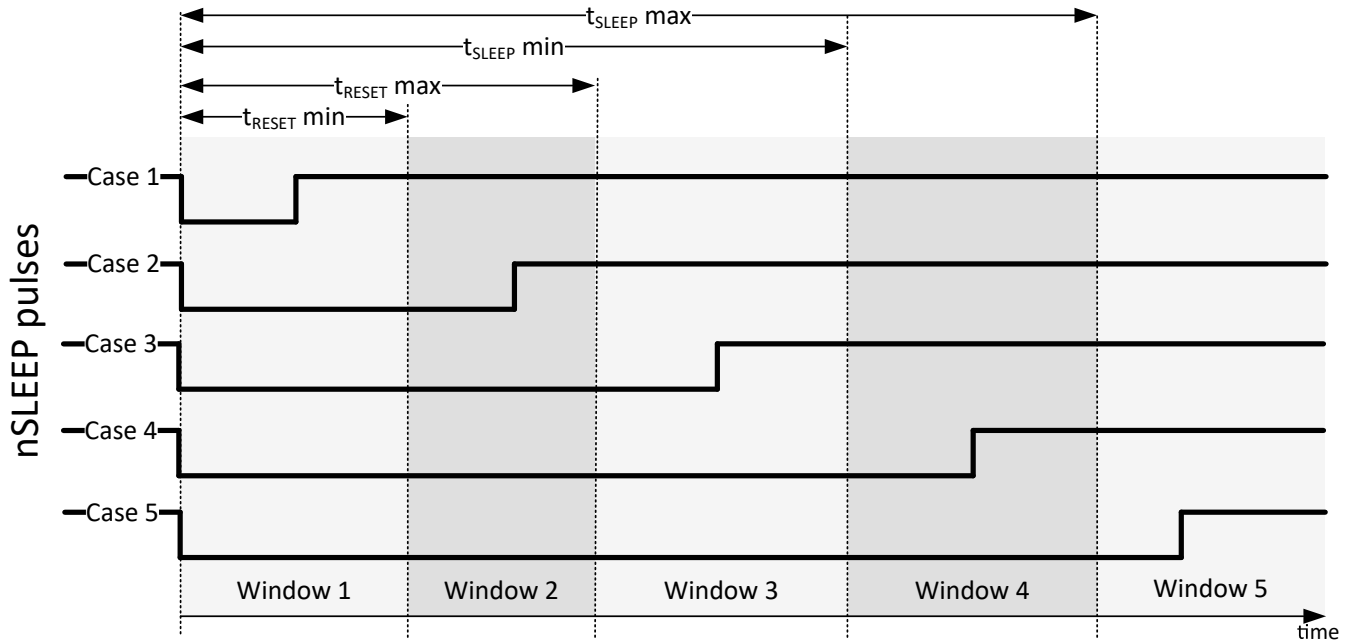 tSLEEP max
tSLEEP min
tRESET max
tRESET min
nSLEEP pulses
Case 1
Case 2
Case 3
Case 4
Case 5
Window 1 Window 2 Window 3 Window 4 Window 5
time